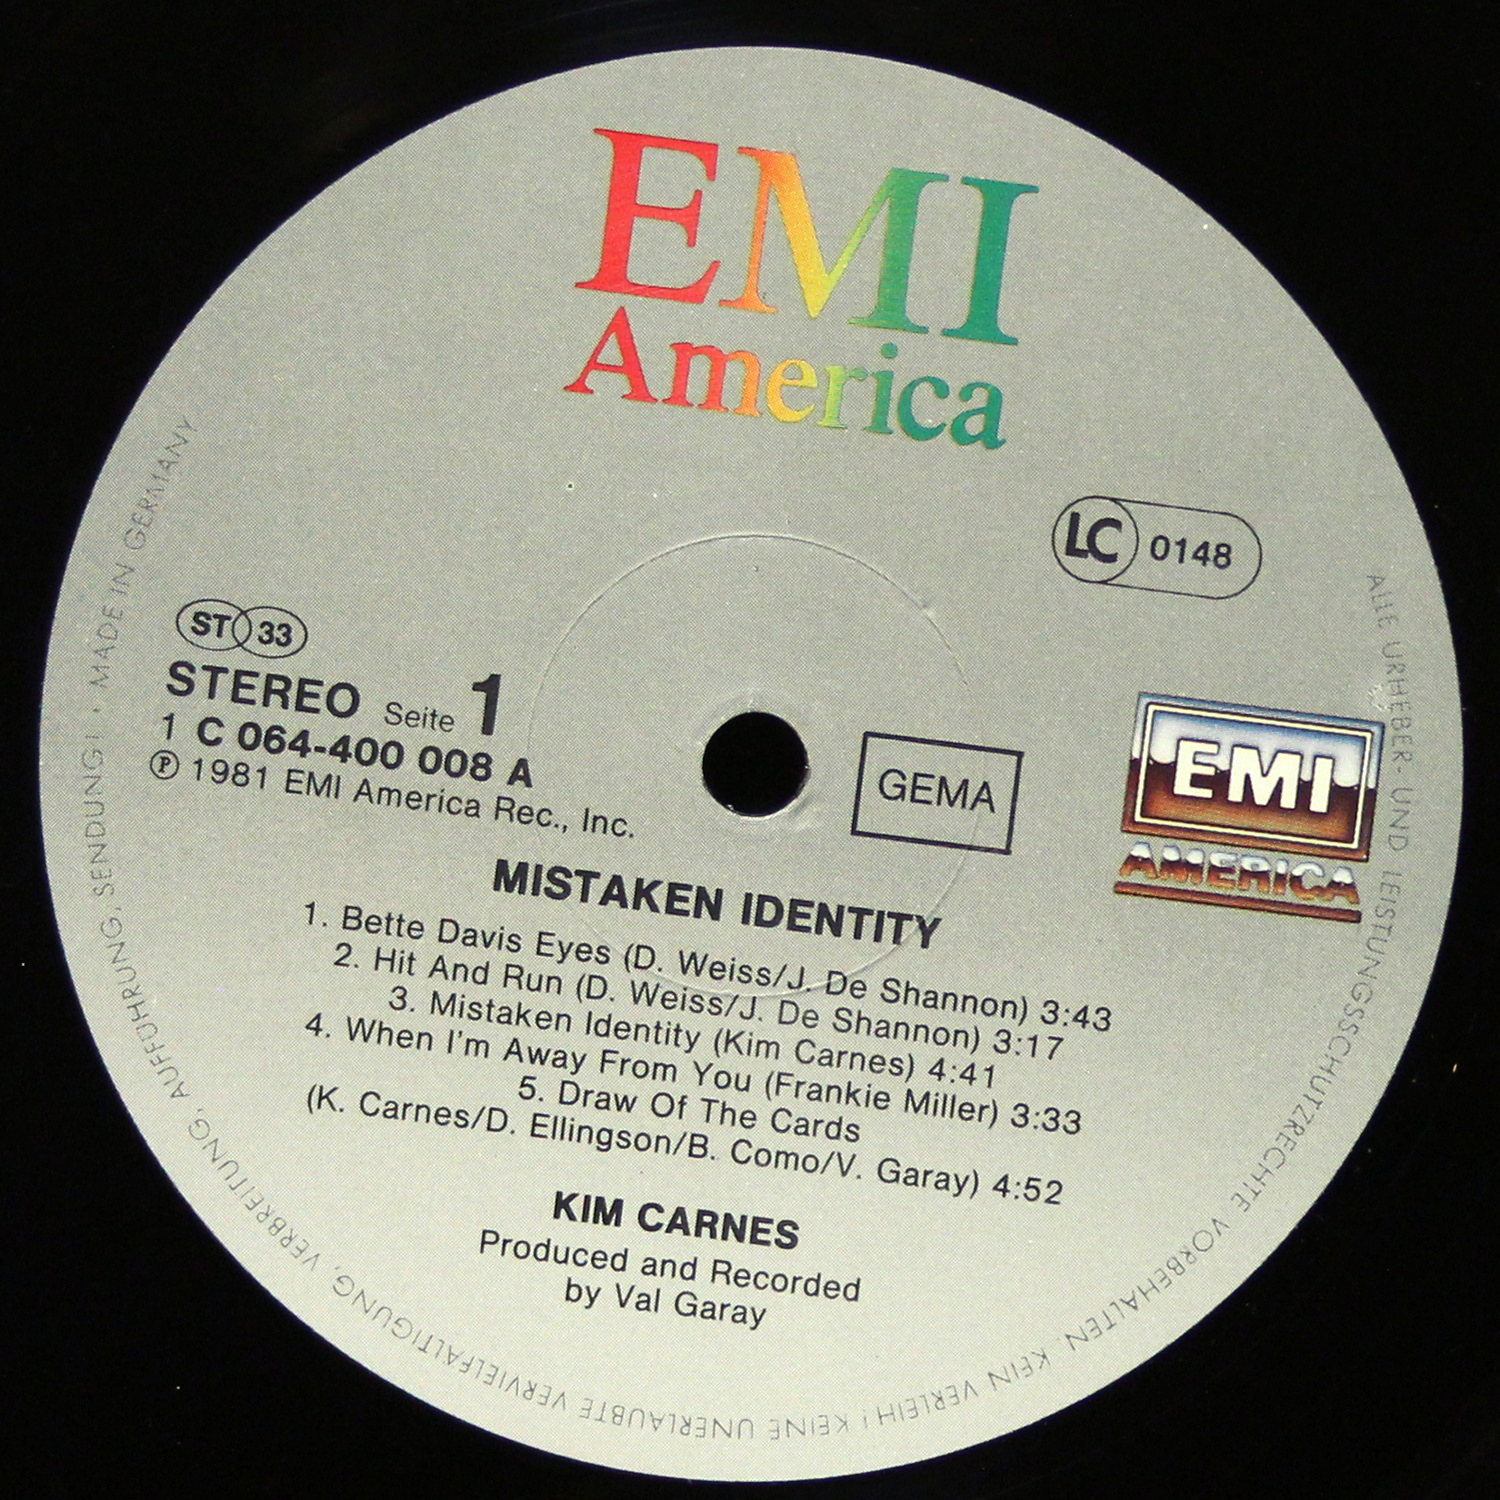 EMI
America
LC 0148
ST 33
STEREO Seite 1
1 C 064-400 008 A
℗ 1981 EMI America Rec., Inc.
GEMA
EMI
AMERICA
MISTAKEN IDENTITY
1. Bette Davis Eyes (D. Weiss/J. De Shannon) 3:43
2. Hit And Run (D. Weiss/J. De Shannon) 3:17
3. Mistaken Identity (Kim Carnes) 4:41
4. When I'm Away From You (Frankie Miller) 3:33
5. Draw Of The Cards
(K. Carnes/D. Ellingson/B. Como/V. Garay) 4:52
KIM CARNES
Produced and Recorded
by Val Garay
ALLE URHEBER- UND LEISTUNGSSCHUTZRECHTE VORBEHALTEN. KEIN VERLEIH! KEINE UNERLAUBTE VERVIELFÄLTIGUNG, VERBREITUNG, AUFFÜHRUNG, SENDUNG! · MADE IN GERMANY